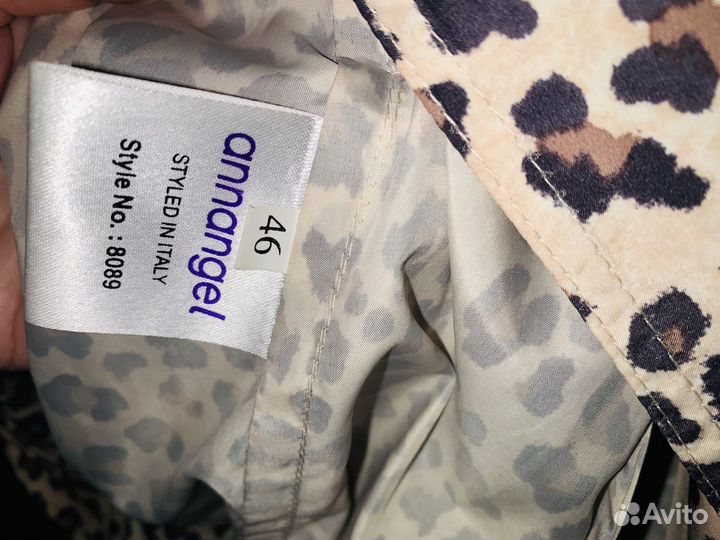 annangel
STYLED IN ITALY
Style No.: 8089
46
Avito